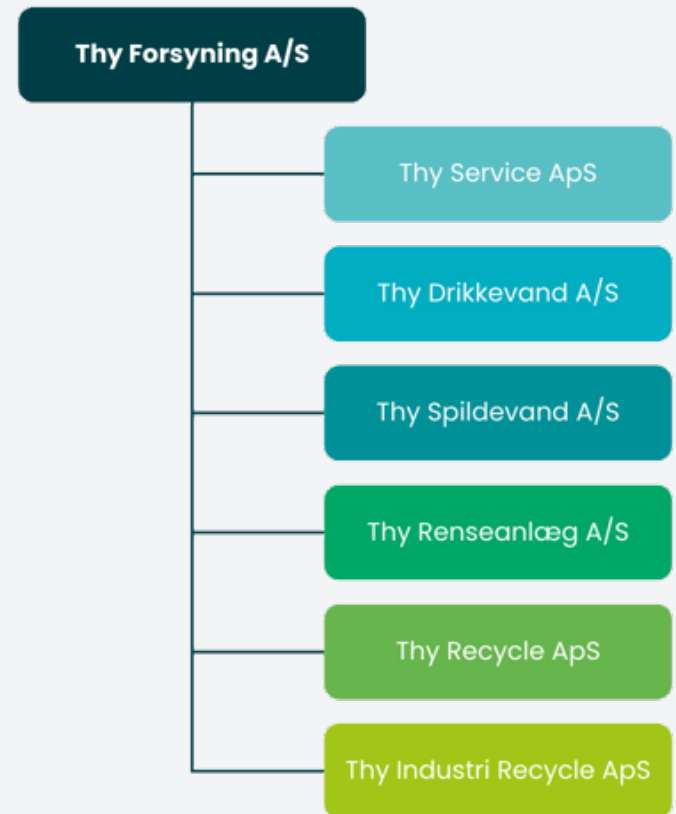 Thy Forsyning A/S
Thy Service ApS
Thy Drikkevand A/S
Thy Spildevand A/S
Thy Renseanlæg A/S
Thy Recycle ApS
Thy Industri Recycle ApS